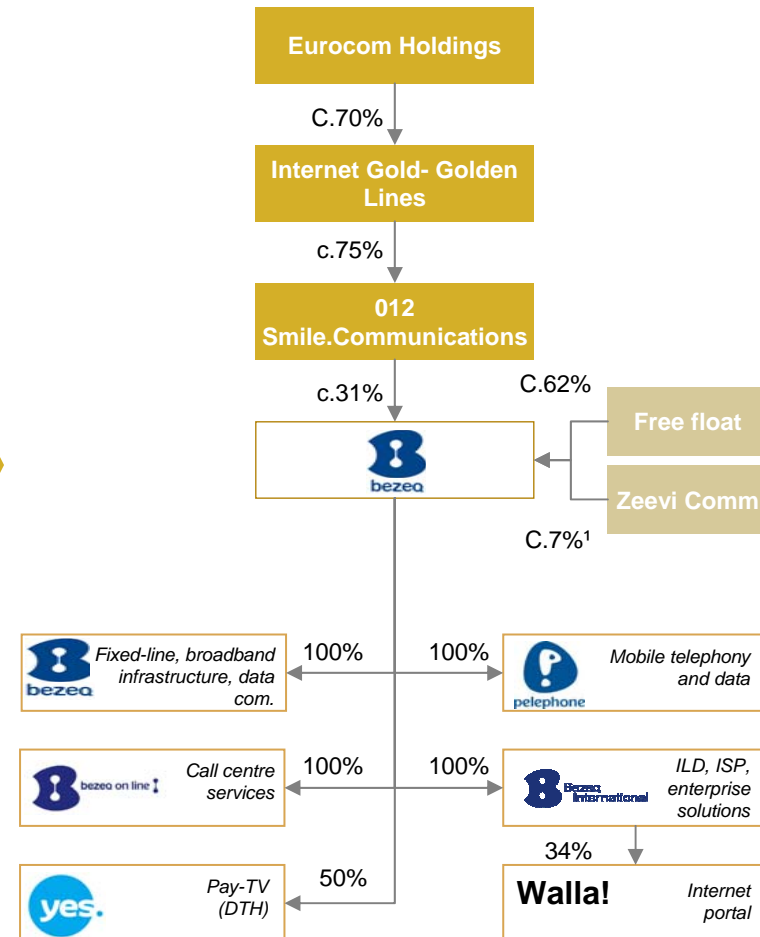 Eurocom Holdings
C.70%
Internet Gold- Golden
Lines
c.75%
012
Smile.Communications
c.31%
C.62%
Free float
bezeq
Zeevi Comm
C.7%¹
bezeq
Fixed-line, broadband
infrastructure, data
com.
100%
100%
pelephone
Mobile telephony
and data
bezeq on line
Call centre
services
100%
100%
Bezeq
International
ILD, ISP,
enterprise
solutions
34%
yes.
Pay-TV
(DTH)
50%
Walla!
Internet
portal